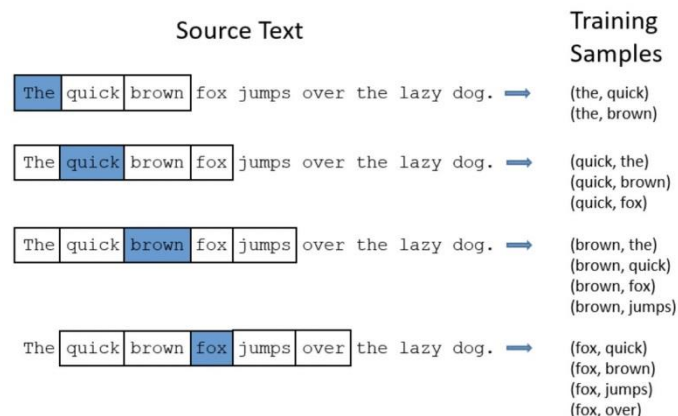 Source Text
Training
Samples
The quick brown fox jumps over the lazy dog.
(the, quick)
(the, brown)
The quick brown fox jumps over the lazy dog.
(quick, the)
(quick, brown)
(quick, fox)
The quick brown fox jumps over the lazy dog.
(brown, the)
(brown, quick)
(brown, fox)
(brown, jumps)
The quick brown fox jumps over the lazy dog.
(fox, quick)
(fox, brown)
(fox, jumps)
(fox, over)